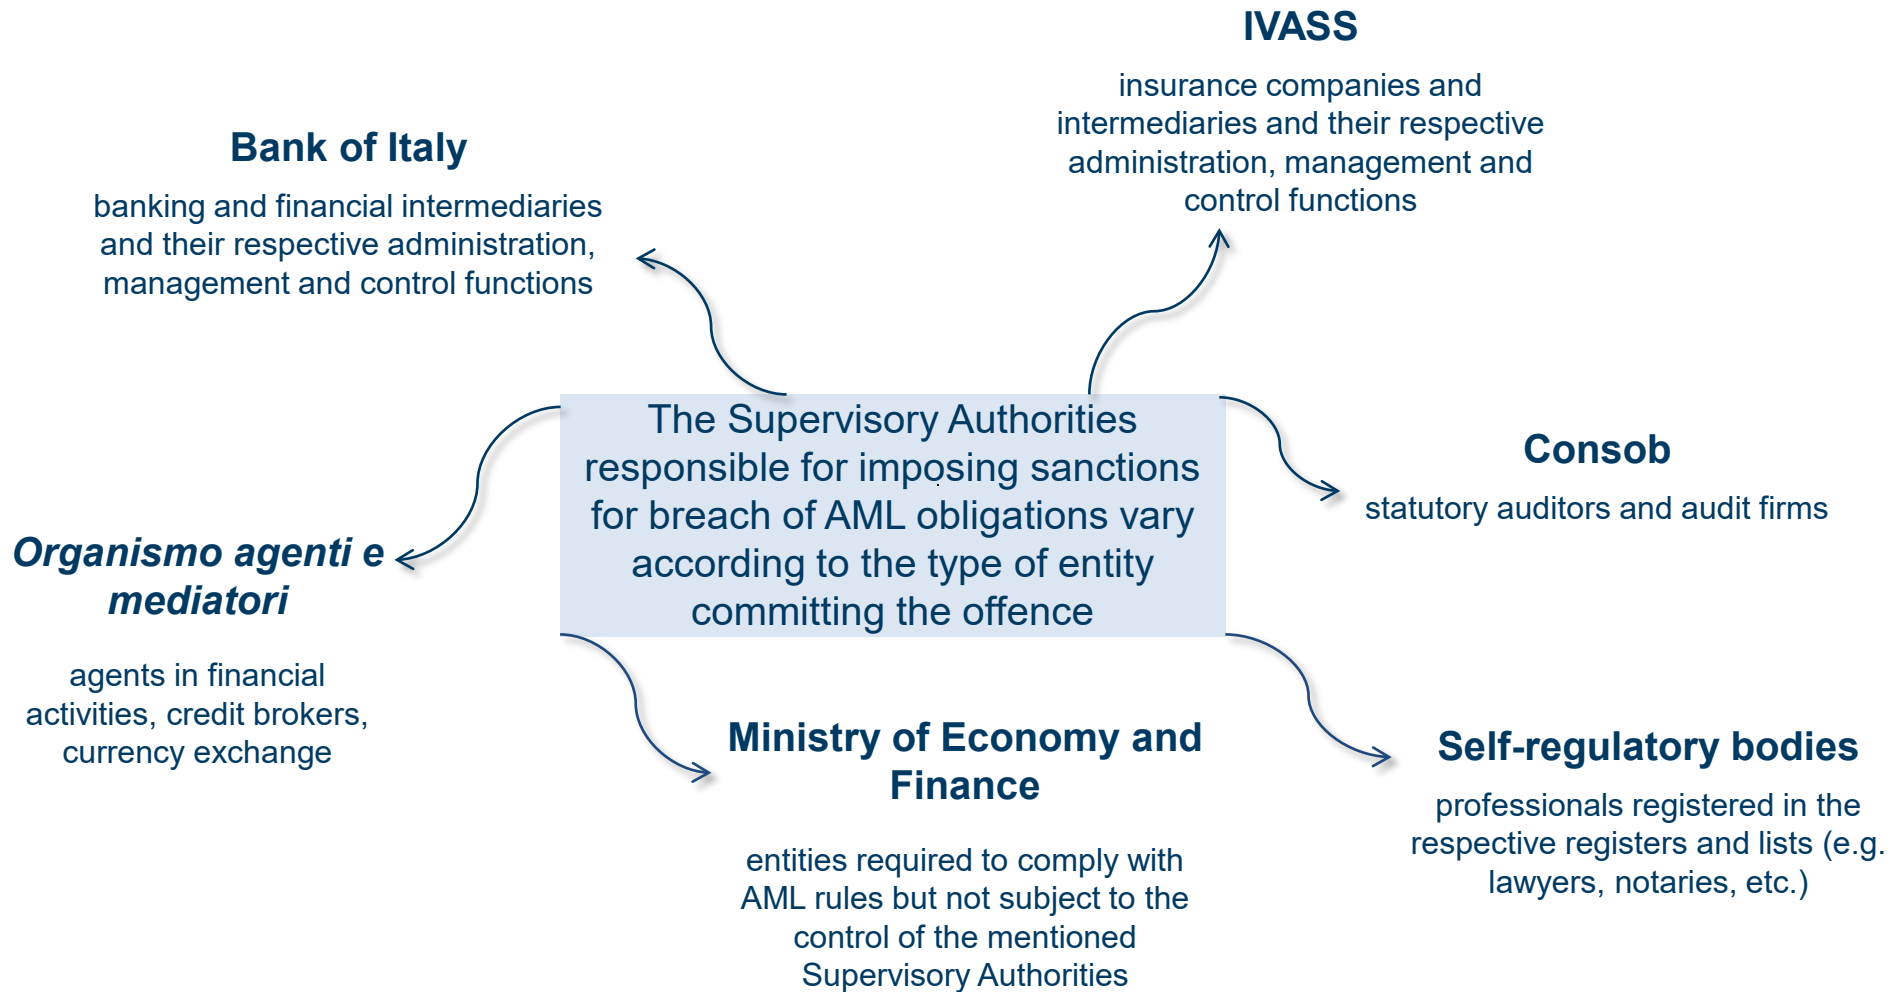 IVASS
insurance companies and
intermediaries and their respective
administration, management and
control functions
Bank of Italy
banking and financial intermediaries
and their respective administration,
management and control functions
The Supervisory Authorities
responsible for imposing sanctions
for breach of AML obligations vary
according to the type of entity
committing the offence
Consob
statutory auditors and audit firms
Organismo agenti e
mediatori
agents in financial
activities, credit brokers,
currency exchange
Ministry of Economy and
Finance
entities required to comply with
AML rules but not subject to the
control of the mentioned
Supervisory Authorities
Self-regulatory bodies
professionals registered in the
respective registers and lists (e.g.
lawyers, notaries, etc.)